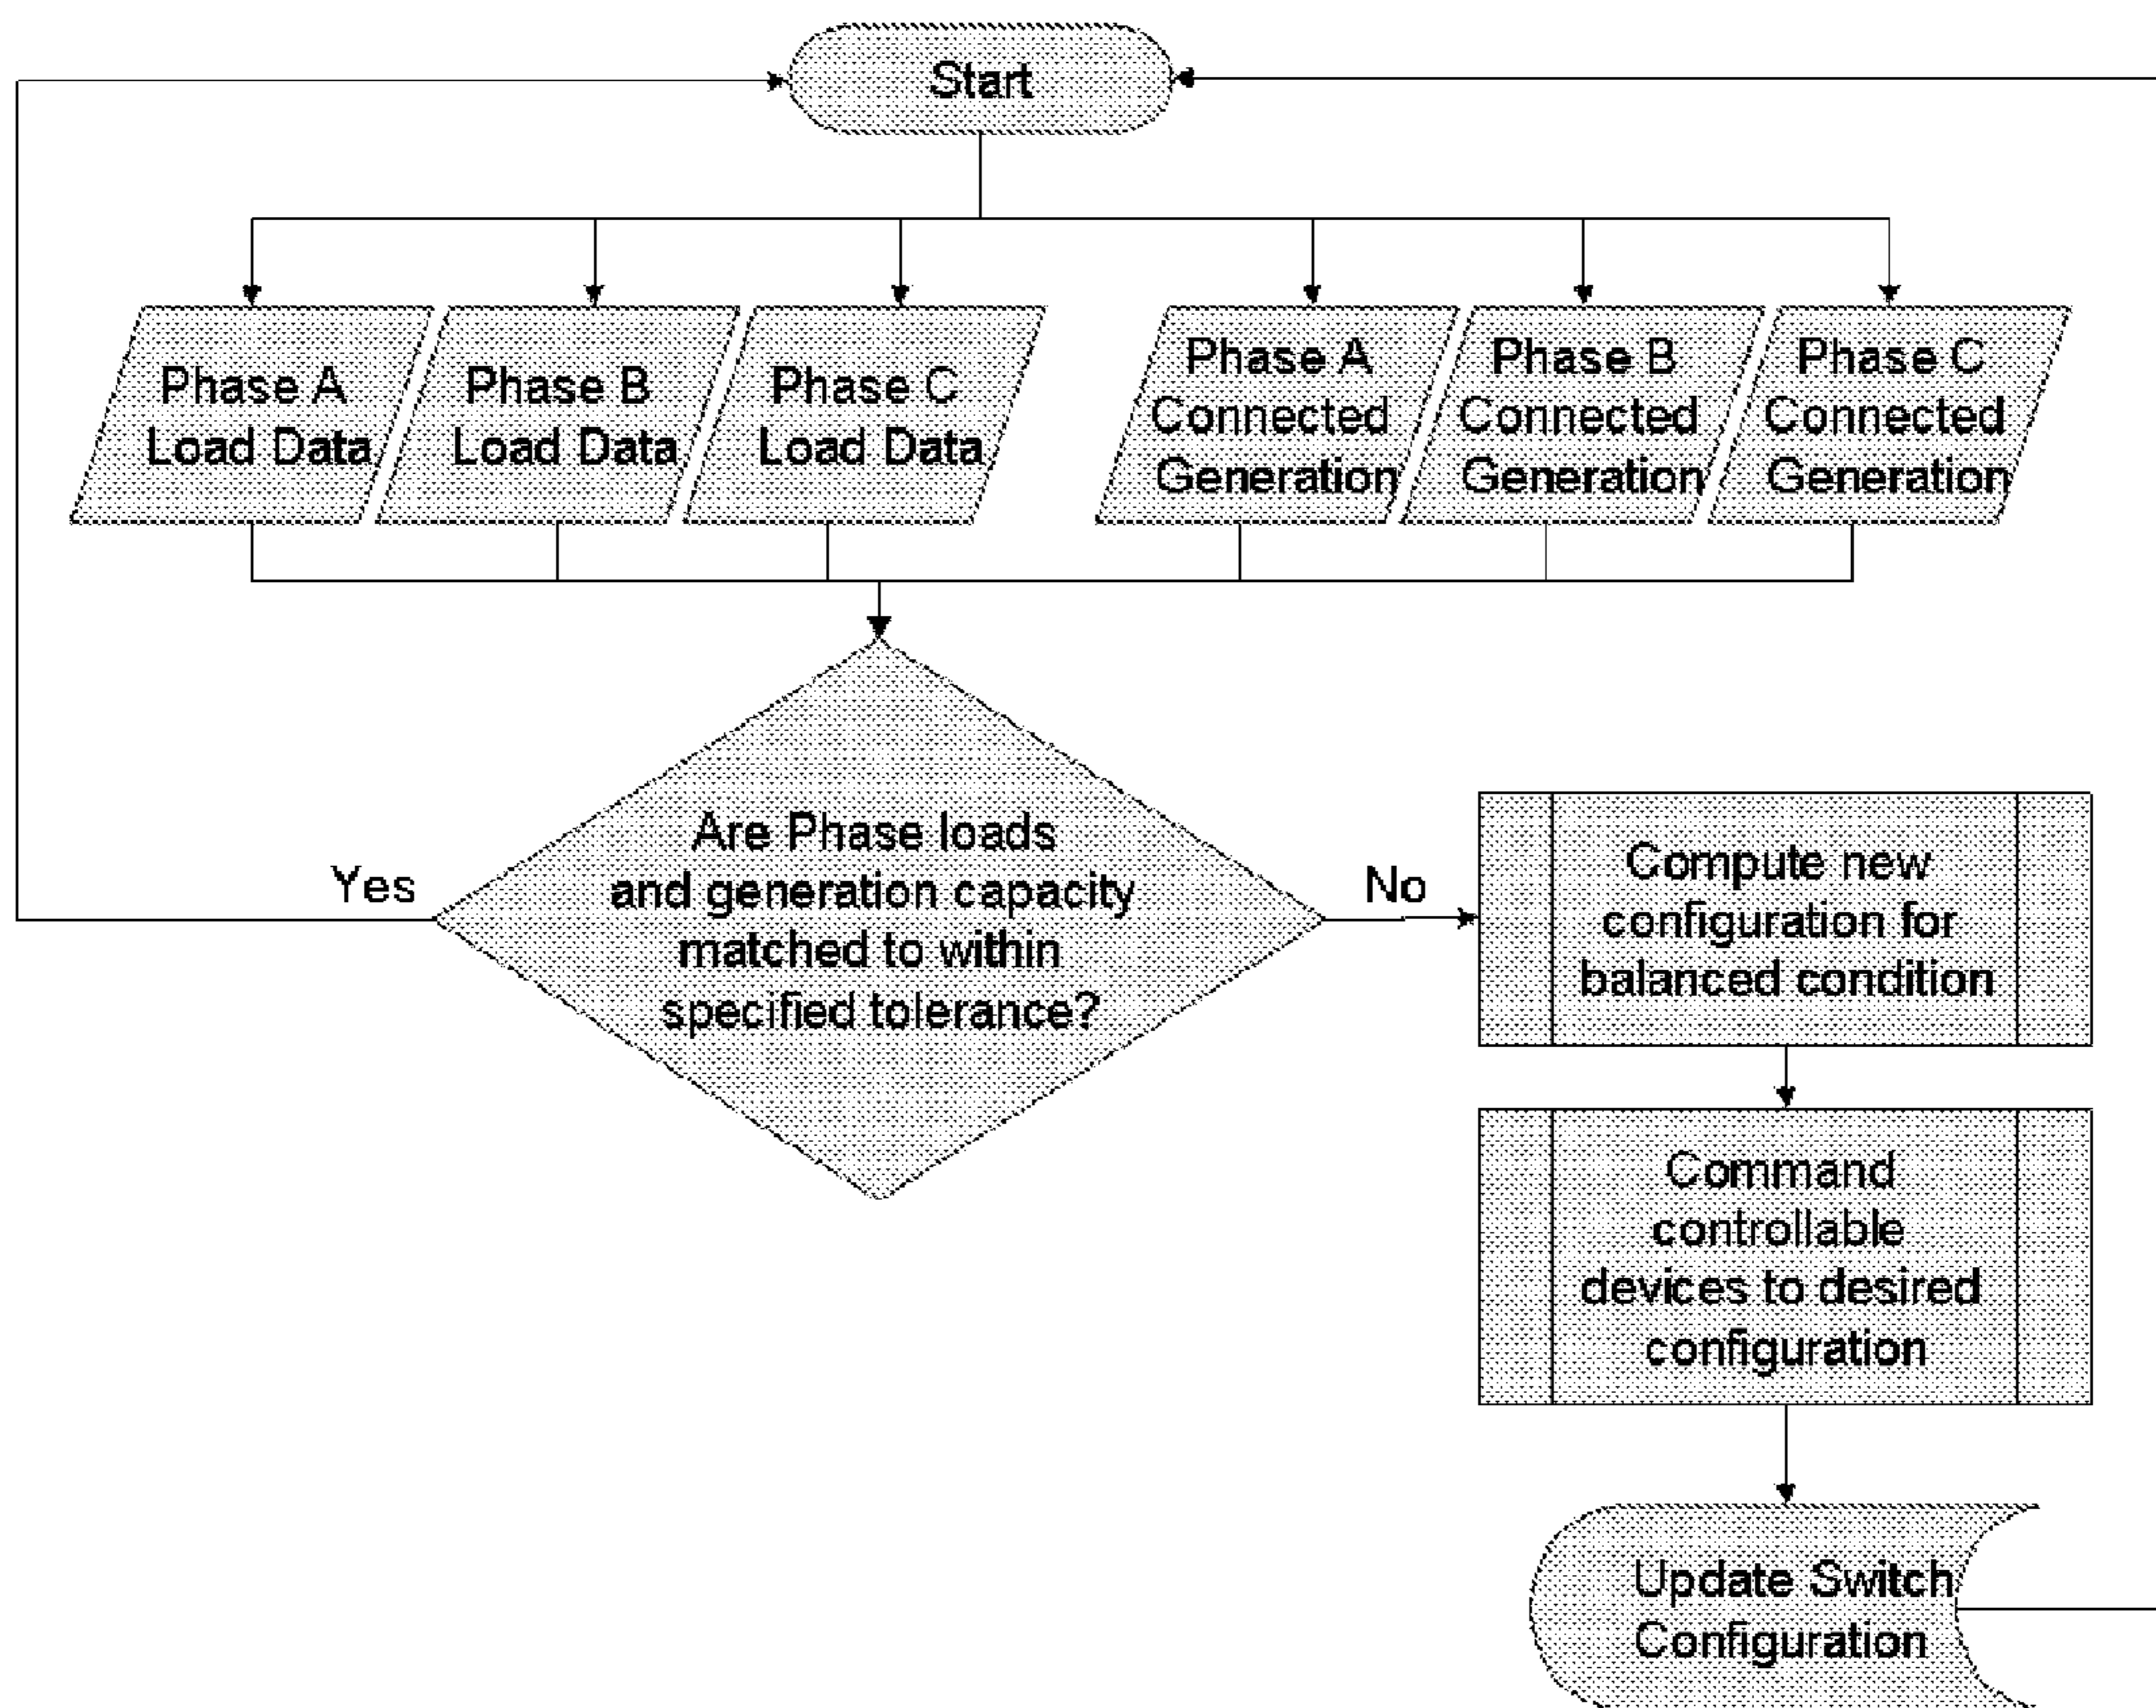 Start
Phase A
Load Data
Phase B
Load Data
Phase C
Load Data
Phase A
Connected
Generation
Phase B
Connected
Generation
Phase C
Connected
Generation
Are Phase loads
and generation capacity
matched to within
specified tolerance?
Yes
No
Compute new
configuration for
balanced condition
Command
controllable
devices to desired
configuration
Update Switch
Configuration